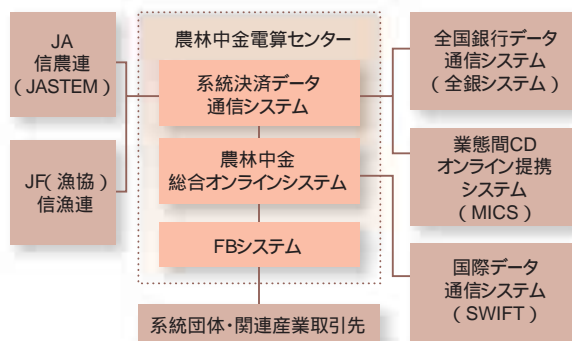 JA
信農連
(JASTEM)
JF(漁協)
信漁連
農林中金電算センター
系統決済データ
通信システム
農林中金
総合オンラインシステム
FBシステム
系統団体・関連産業取引先
全国銀行データ
通信システム
(全銀システム)
業態間CD
オンライン提携
システム
(MICS)
国際データ
通信システム
(SWIFT)